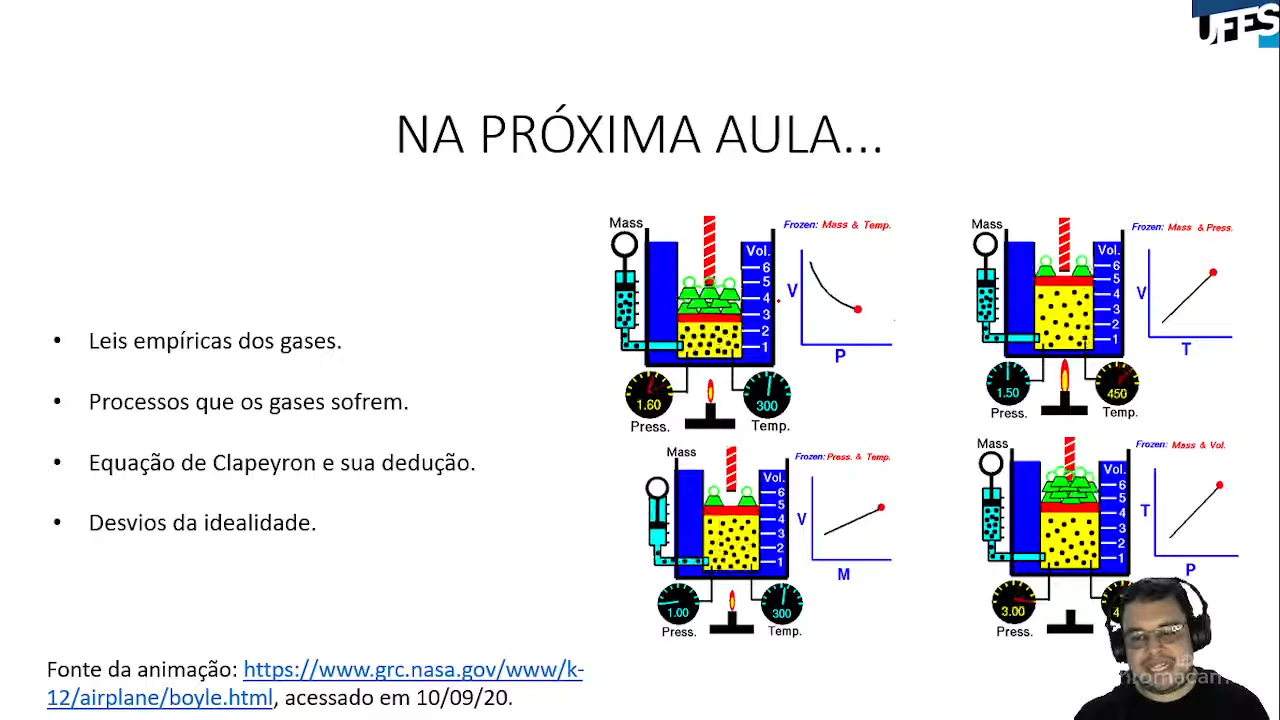 UFES
NA PRÓXIMA AULA...
• Leis empíricas dos gases.
• Processos que os gases sofrem.
• Equação de Clapeyron e sua dedução.
• Desvios da idealidade.
Fonte da animação: https://www.grc.nasa.gov/www/k-
12/airplane/boyle.html, acessado em 10/09/20.
Mass
Frozen: Mass & Temp.
Vol.
6
5
4
3
2
1
V
P
1.60
300
Press.
Temp.
Mass
Frozen: Mass & Press.
Vol.
6
5
4
3
2
1
V
T
1.50
450
Press.
Temp.
Mass
Frozen: Press. & Temp.
Vol.
6
5
4
3
2
1
V
M
1.00
300
Press.
Temp.
Mass
Frozen: Mass & Vol.
Vol.
6
5
4
3
2
1
T
P
3.00
Press.